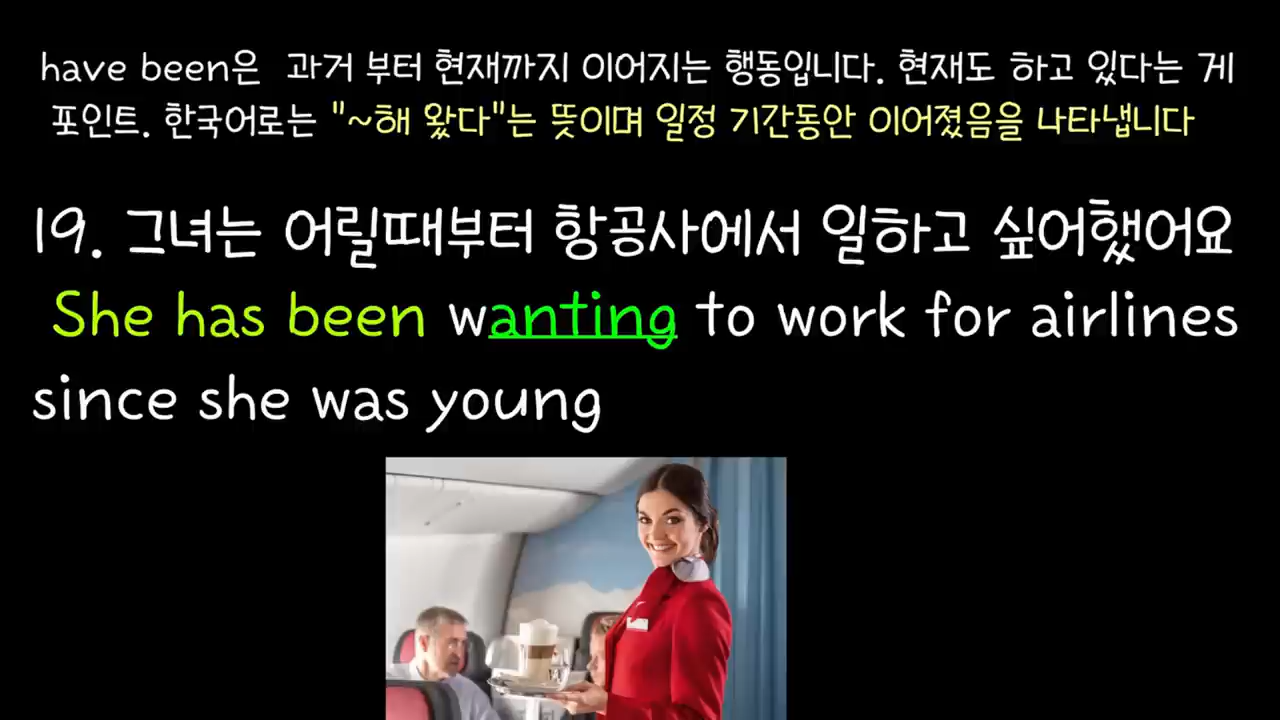 have been은 과거 부터 현재까지 이어지는 행동입니다. 현재도 하고 있다는 게
포인트. 한국어로는 "~해 왔다"는 뜻이며 일정 기간동안 이어졌음을 나타냅니다
19. 그녀는 어릴때부터 항공사에서 일하고 싶어했어요
She has been wanting to work for airlines
since she was young